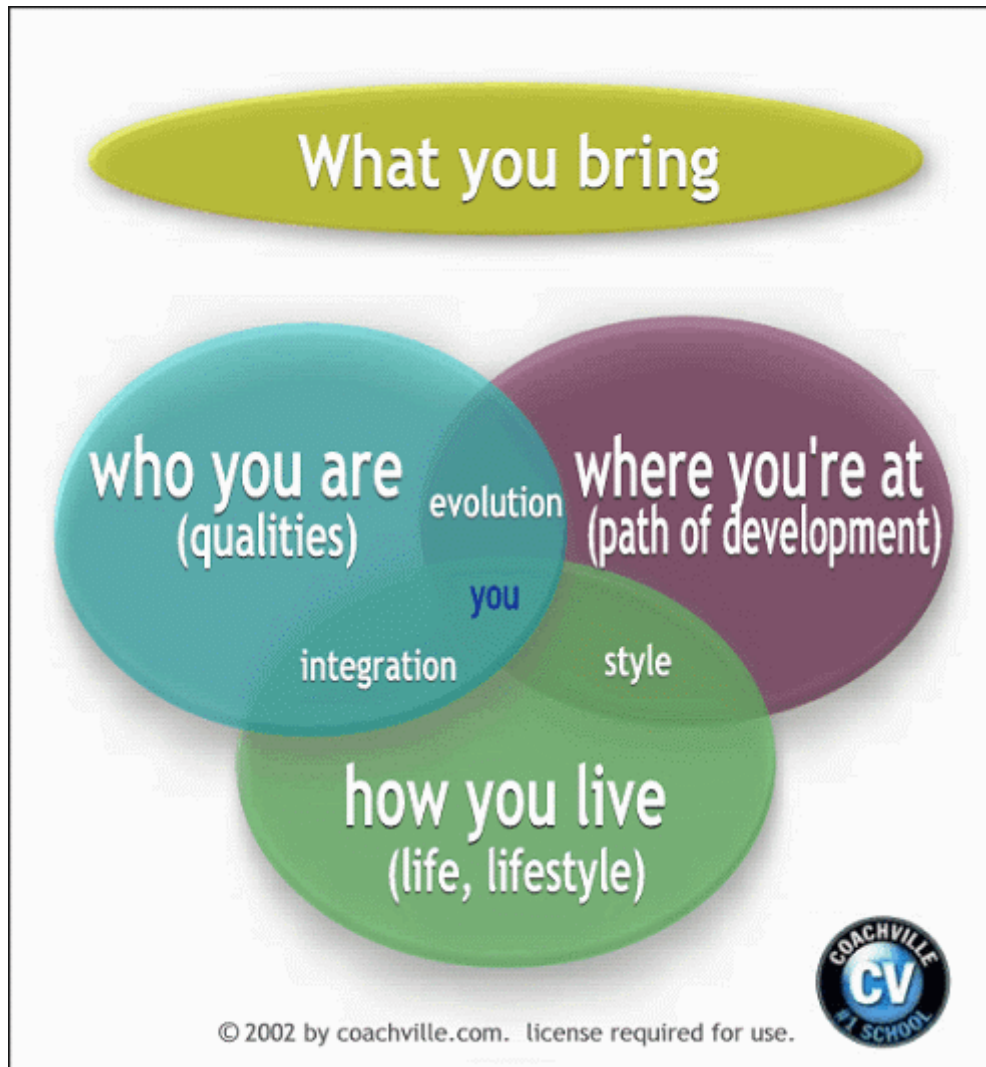 What you bring
who you are
(qualities)
evolution
where you're at
(path of development)
you
integration
style
how you live
(life, lifestyle)
COACHVILLE
CV
#1 SCHOOL
© 2002 by coachville.com. license required for use.